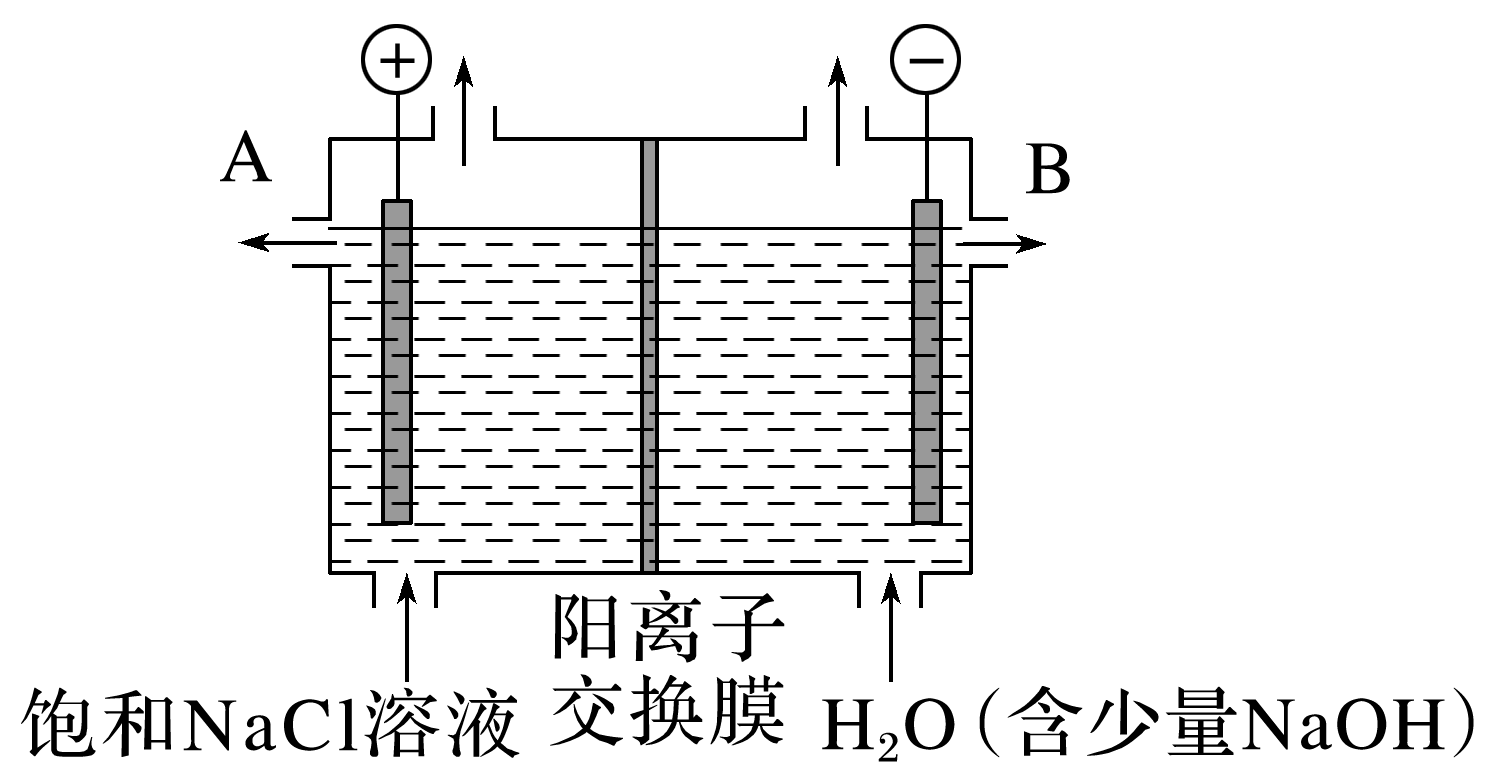 +
−
A
B
阳离子
交换膜
饱和NaCl溶液
H₂O(含少量NaOH)